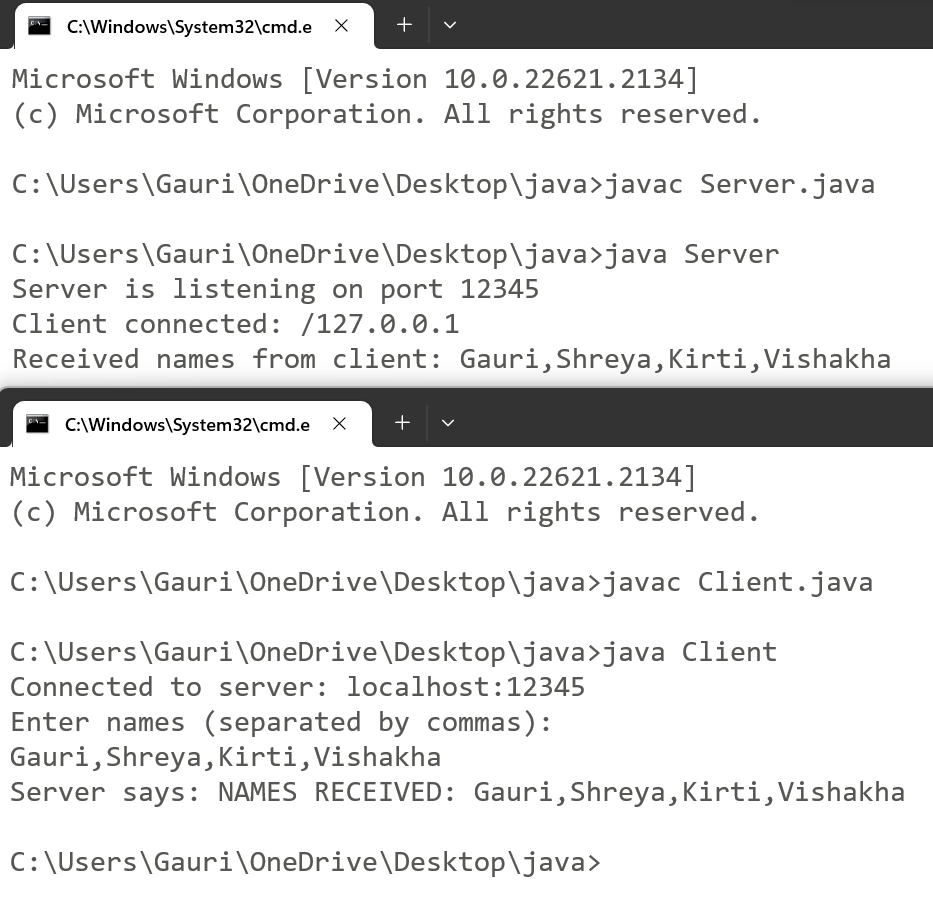 C:\Windows\System32\cmd.e
Microsoft Windows [Version 10.0.22621.2134]
(c) Microsoft Corporation. All rights reserved.
C:\Users\Gauri\OneDrive\Desktop\java>javac Server.java
C:\Users\Gauri\OneDrive\Desktop\java>java Server
Server is listening on port 12345
Client connected: /127.0.0.1
Received names from client: Gauri,Shreya,Kirti,Vishakha
C:\Windows\System32\cmd.e
Microsoft Windows [Version 10.0.22621.2134]
(c) Microsoft Corporation. All rights reserved.
C:\Users\Gauri\OneDrive\Desktop\java>javac Client.java
C:\Users\Gauri\OneDrive\Desktop\java>java Client
Connected to server: localhost:12345
Enter names (separated by commas):
Gauri,Shreya,Kirti,Vishakha
Server says: NAMES RECEIVED: Gauri,Shreya,Kirti,Vishakha
C:\Users\Gauri\OneDrive\Desktop\java>